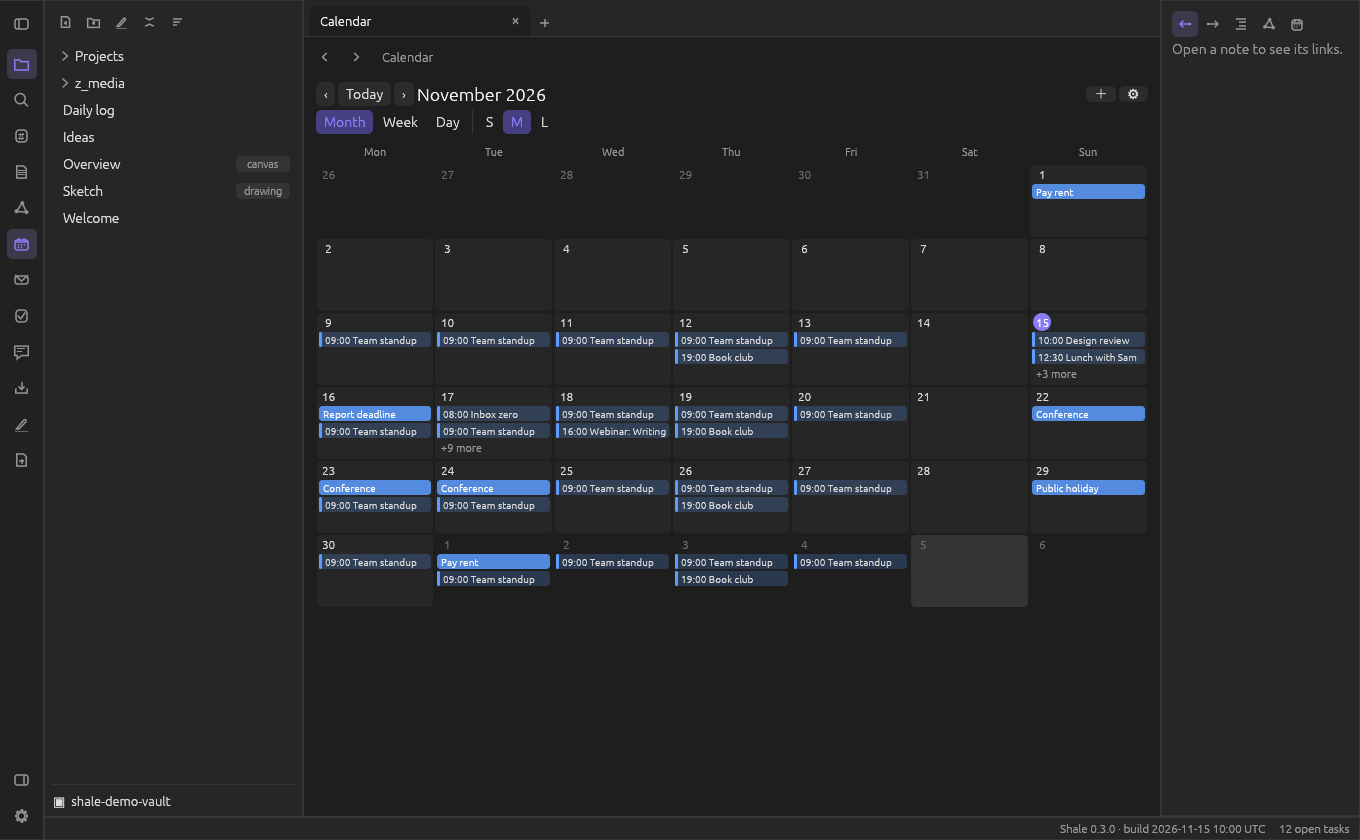 Projects
z_media
Daily log
Ideas
Overview canvas
Sketch drawing
Welcome
shale-demo-vault
Calendar × +
Calendar
‹ Today › November 2026
Month Week Day S M L
Mon Tue Wed Thu Fri Sat Sun
26 27 28 29 30 31 1
Pay rent
2 3 4 5 6 7 8
9 10 11 12 13 14 15
09:00 Team standup 09:00 Team standup 09:00 Team standup 09:00 Team standup 09:00 Team standup 10:00 Design review
19:00 Book club 12:30 Lunch with Sam
+3 more
16 17 18 19 20 21 22
Report deadline 08:00 Inbox zero 09:00 Team standup 09:00 Team standup 09:00 Team standup Conference
09:00 Team standup 09:00 Team standup 16:00 Webinar: Writing 19:00 Book club
+9 more
23 24 25 26 27 28 29
Conference Conference 09:00 Team standup 09:00 Team standup 09:00 Team standup Public holiday
09:00 Team standup 09:00 Team standup 19:00 Book club
30 1 2 3 4 5 6
09:00 Team standup Pay rent 09:00 Team standup 09:00 Team standup 09:00 Team standup
09:00 Team standup 19:00 Book club
Open a note to see its links.
Shale 0.3.0 · build 2026-11-15 10:00 UTC 12 open tasks